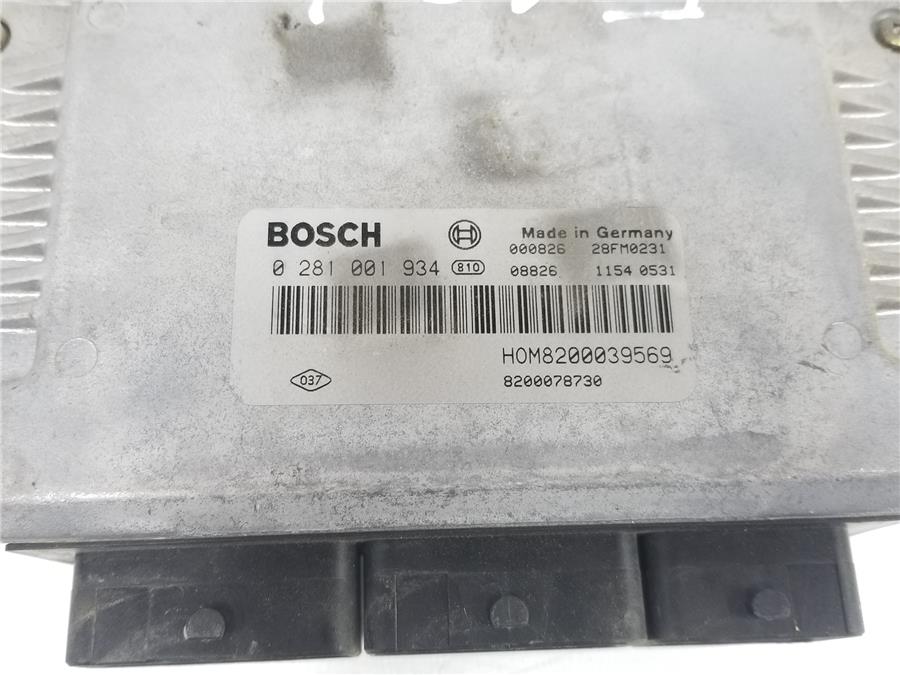 BOSCH Made in Germany
000826 28FM0231
0 281 001 934 810 08826 1154 0531
HOM8200039569
037 8200078730